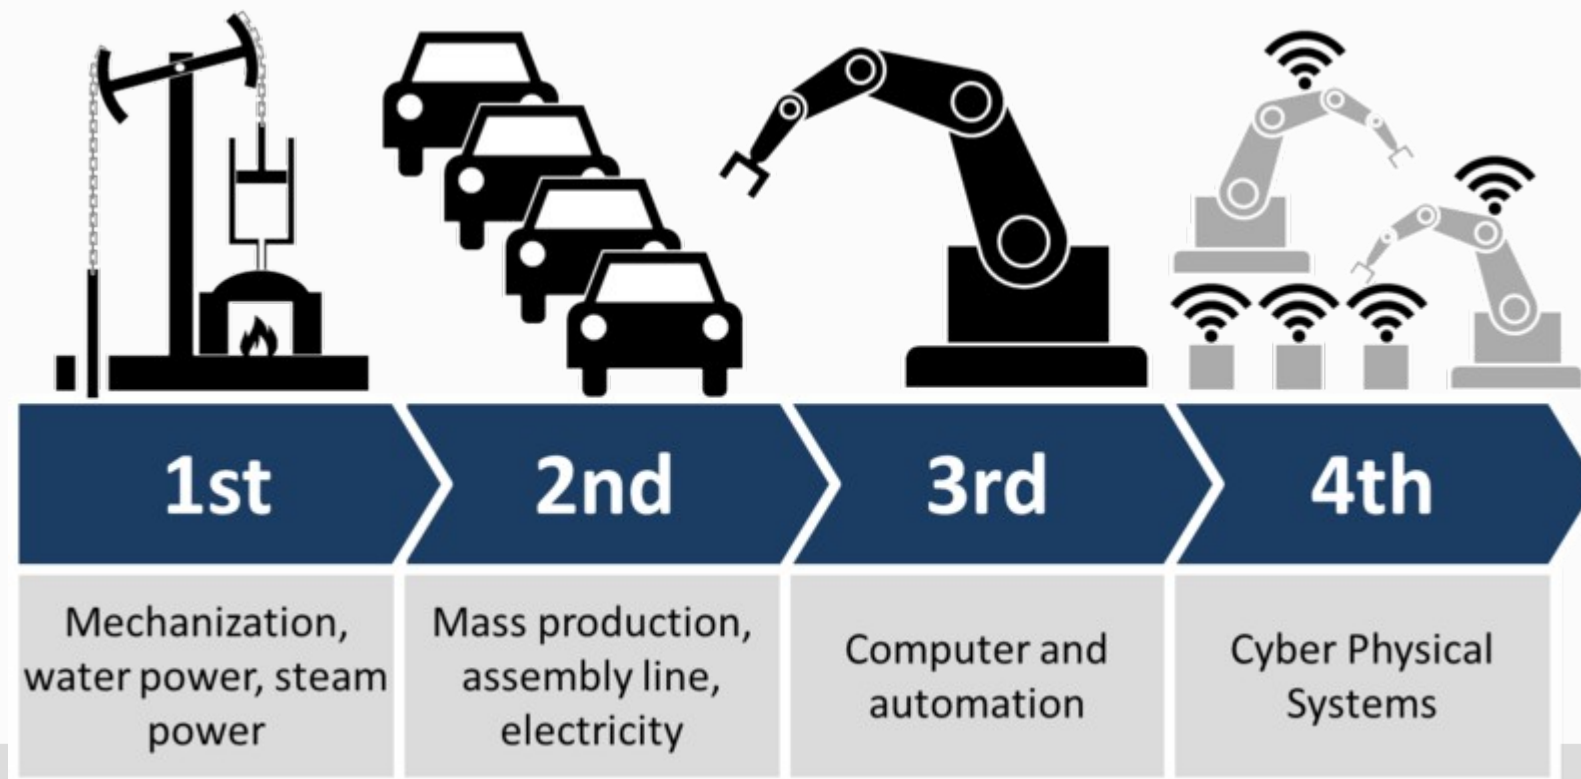 1st
2nd
3rd
4th
Mechanization,
water power, steam
power
Mass production,
assembly line,
electricity
Computer and
automation
Cyber Physical
Systems